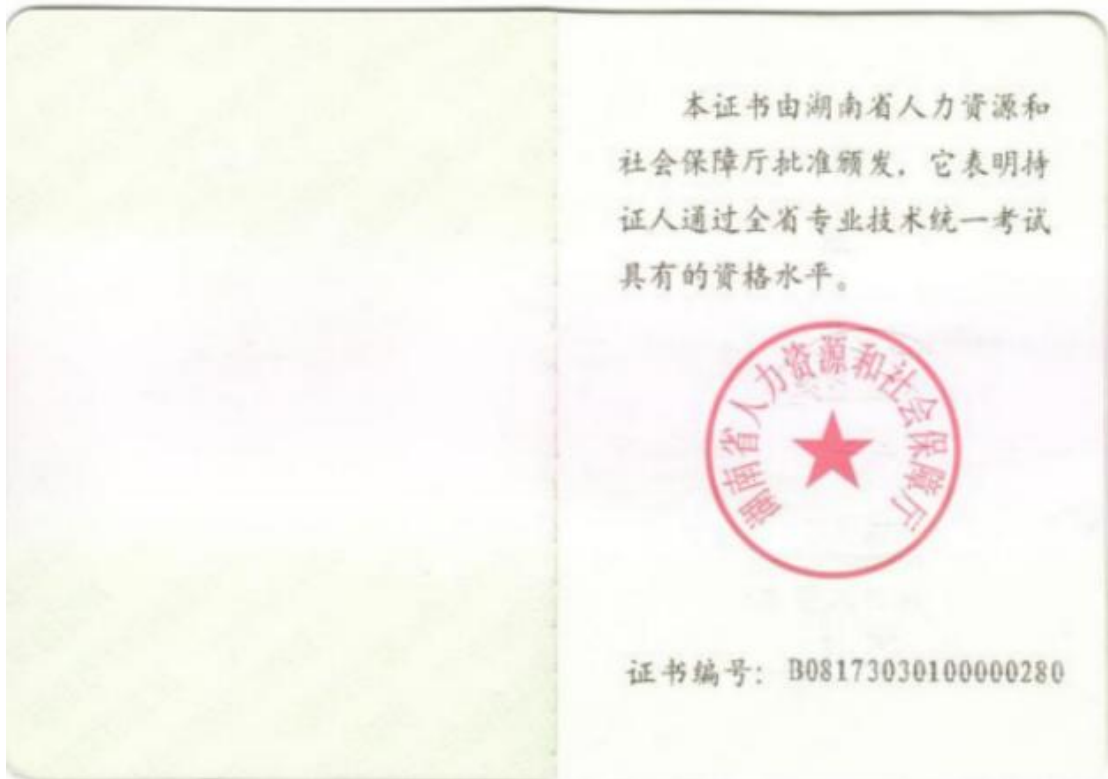 本证书由湖南省人力资源和
社会保障厅批准颁发，它表明持
证人通过全省专业技术统一考试
具有的资格水平。
湖南省人力资源和社会保障厅
证书编号：B08173030100000280